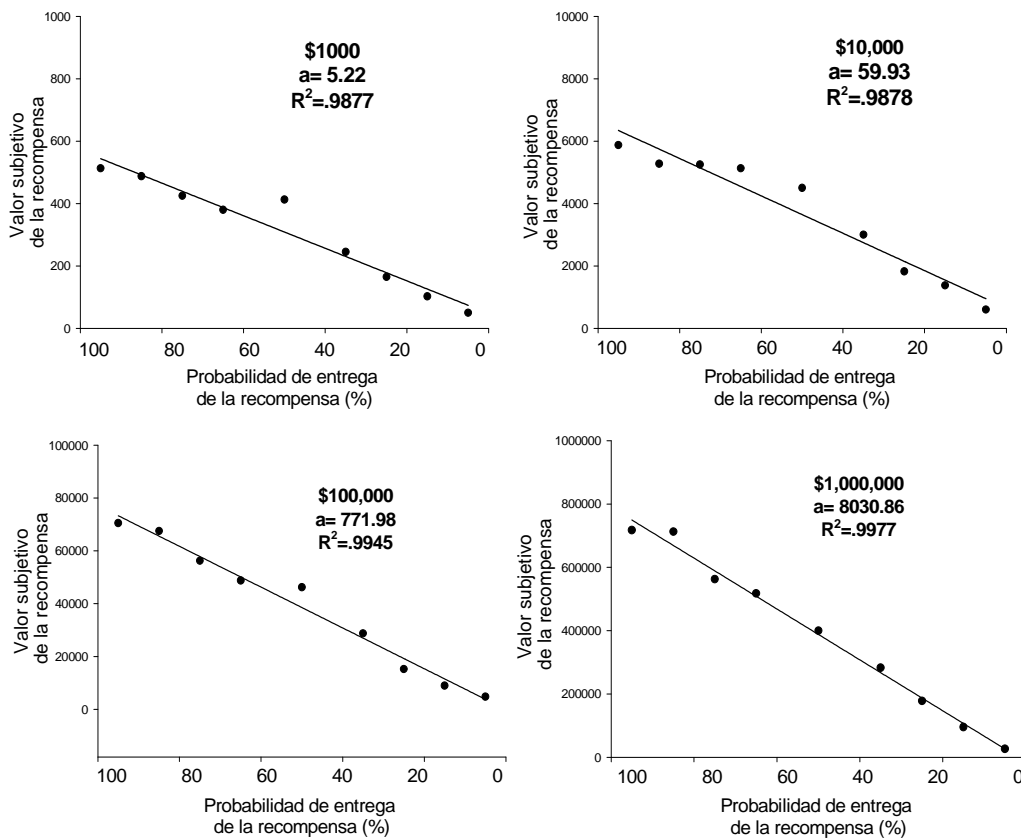 1000
800
600
400
200
0
Valor subjetivo
de la recompensa
$1000
a= 5.22
R²=.9877
100 80 60 40 20 0
Probabilidad de entrega
de la recompensa (%)
10000
8000
6000
4000
2000
0
Valor subjetivo
de la recompensa
$10,000
a= 59.93
R²=.9878
100 80 60 40 20 0
Probabilidad de entrega
de la recompensa (%)
100000
80000
60000
40000
20000
0
Valor subjetivo
de la recompensa
$100,000
a= 771.98
R²=.9945
100 80 60 40 20 0
Probabilidad de entrega
de la recompensa (%)
1000000
800000
600000
400000
200000
0
Valor subjetivo
de la recompensa
$1,000,000
a= 8030.86
R²=.9977
100 80 60 40 20 0
Probabilidad de entrega
de la recompensa (%)